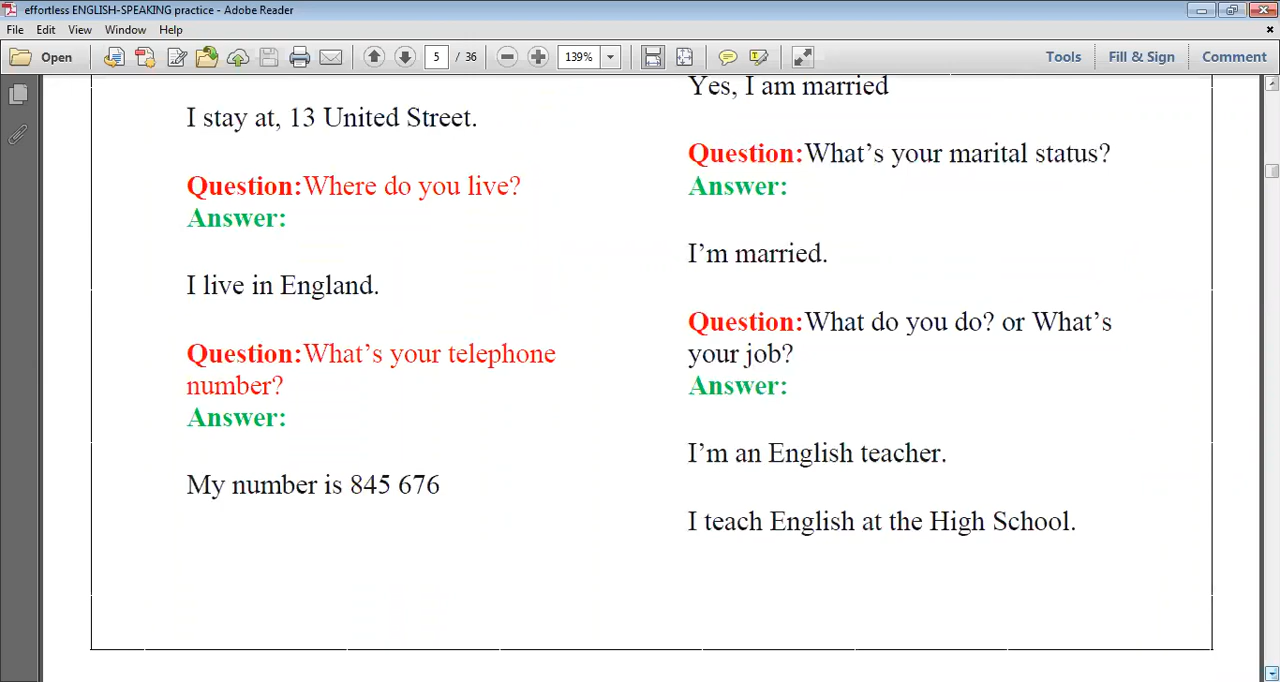 effortless ENGLISH-SPEAKING practice - Adobe Reader
File Edit View Window Help
Open 5 / 36 139% Tools Fill & Sign Comment
I stay at, 13 United Street.
Question:Where do you live?
Answer:
I live in England.
Question:What's your telephone
number?
Answer:
My number is 845 676
Yes, I am married
Question:What's your marital status?
Answer:
I'm married.
Question:What do you do? or What's
your job?
Answer:
I'm an English teacher.
I teach English at the High School.